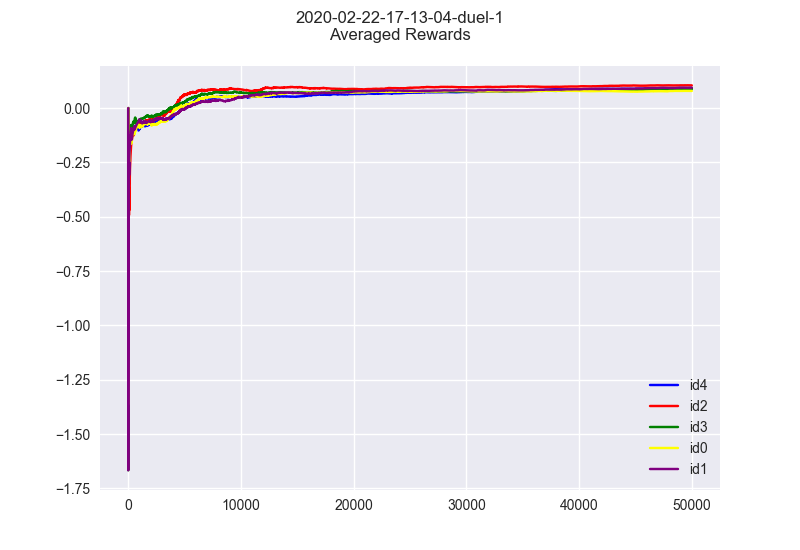 2020-02-22-17-13-04-duel-1
Averaged Rewards
0.00
−0.25
−0.50
−0.75
−1.00
−1.25
−1.50
−1.75
0
10000
20000
30000
40000
50000
id4
id2
id3
id0
id1